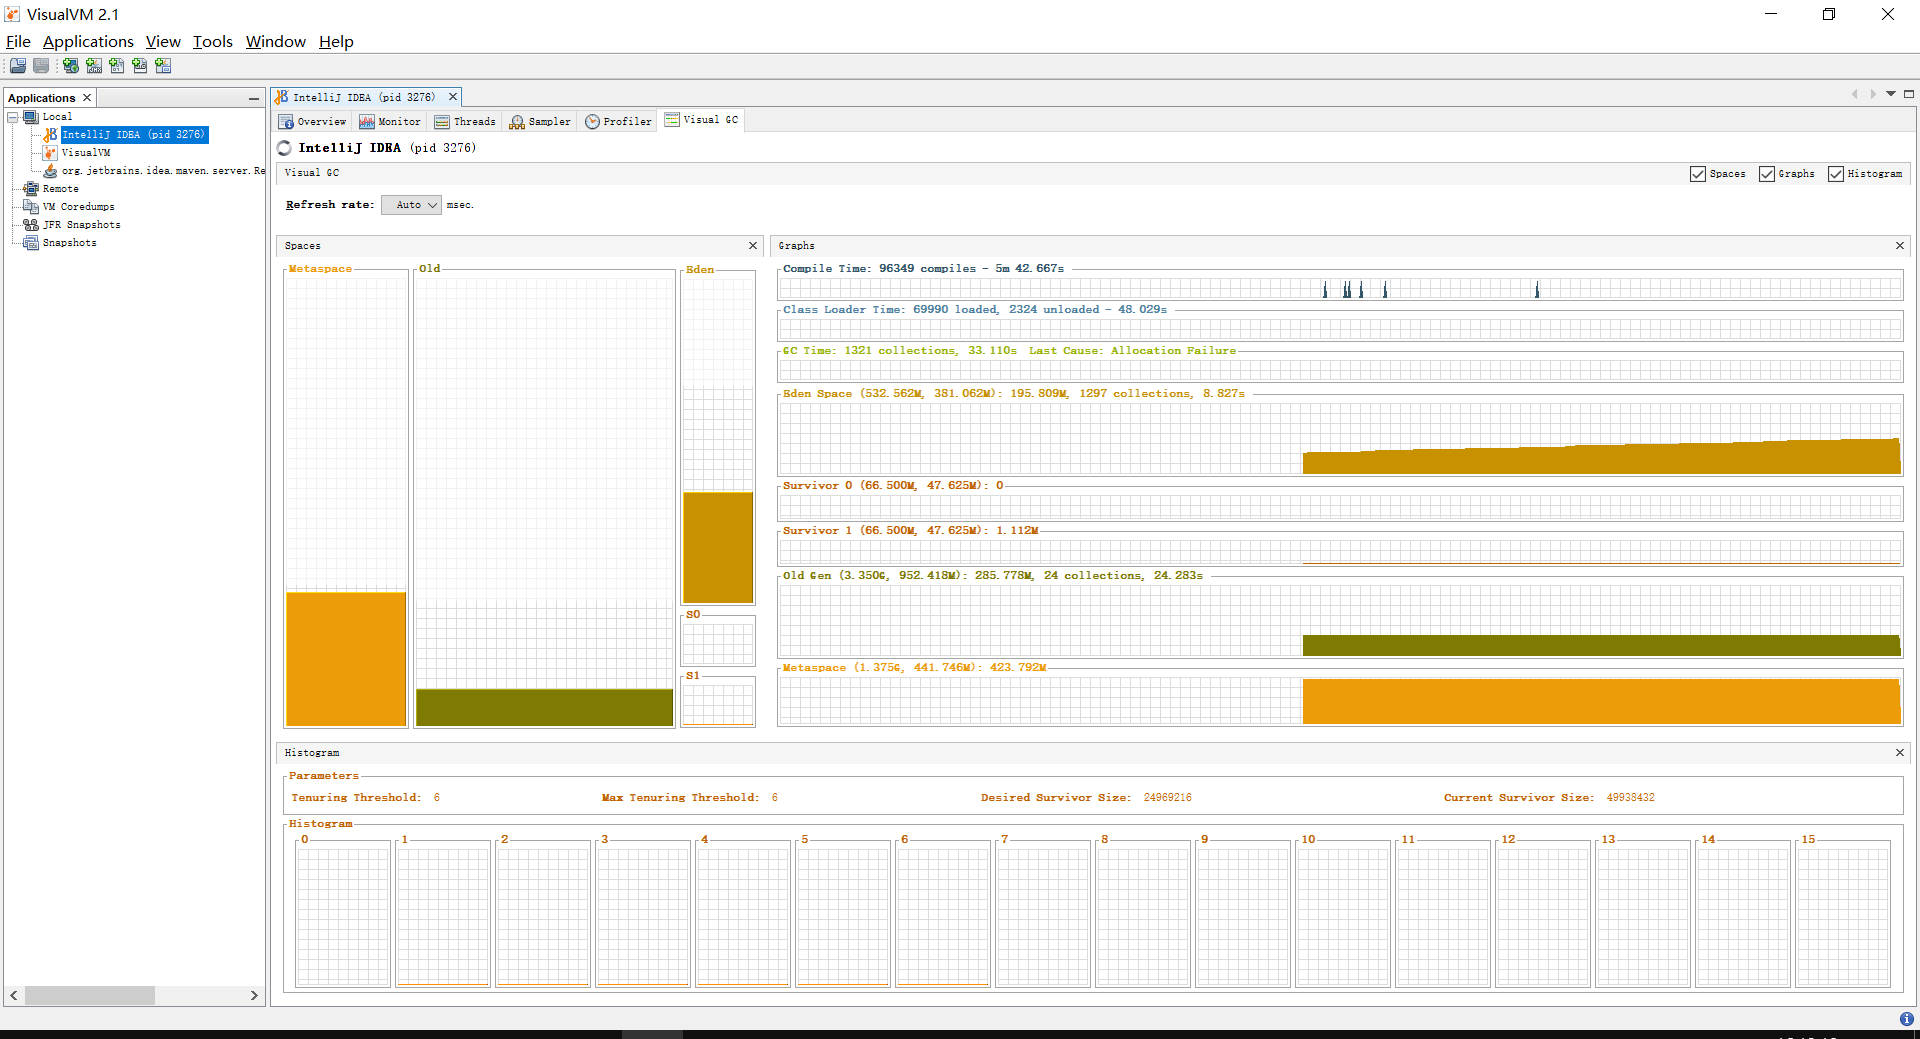 VisualVM 2.1
File Applications View Tools Window Help
Applications
Local
IntelliJ IDEA (pid 3276)
VisualVM
org.jetbrains.idea.maven.server.Re
Remote
VM Coredumps
JFR Snapshots
Snapshots
IntelliJ IDEA (pid 3276)
Overview Monitor Threads Sampler Profiler Visual GC
IntelliJ IDEA (pid 3276)
Visual GC
Spaces Graphs Histogram
Refresh rate: Auto msec.
Spaces
Metaspace Old Eden
S0
S1
Graphs
Compile Time: 96349 compiles - 5m 42.667s
Class Loader Time: 69990 loaded, 2324 unloaded - 48.029s
GC Time: 1321 collections, 33.110s Last Cause: Allocation Failure
Eden Space (532.562M, 381.062M): 195.809M, 1297 collections, 8.827s
Survivor 0 (66.500M, 47.625M): 0
Survivor 1 (66.500M, 47.625M): 1.112M
Old Gen (3.350G, 952.418M): 285.778M, 24 collections, 24.283s
Metaspace (1.375G, 441.746M): 423.792M
Histogram
Parameters
Tenuring Threshold: 6 Max Tenuring Threshold: 6 Desired Survivor Size: 24969216 Current Survivor Size: 49938432
Histogram
0 1 2 3 4 5 6 7 8 9 10 11 12 13 14 15